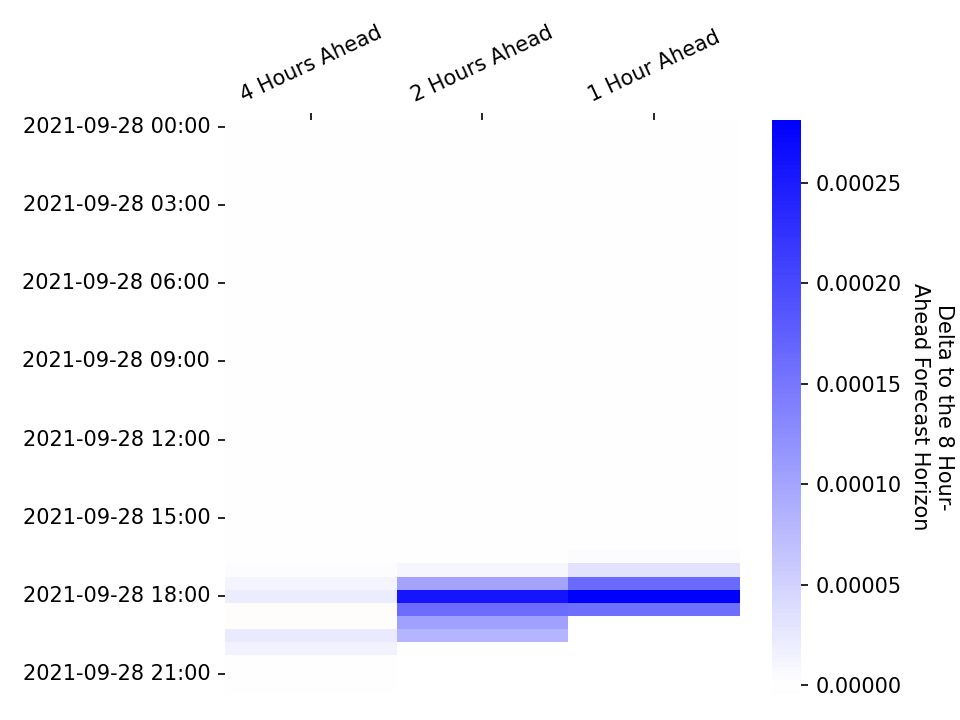 4 Hours Ahead
2 Hours Ahead
1 Hour Ahead
2021-09-28 00:00
2021-09-28 03:00
2021-09-28 06:00
2021-09-28 09:00
2021-09-28 12:00
2021-09-28 15:00
2021-09-28 18:00
2021-09-28 21:00
0.00025
0.00020
0.00015
0.00010
0.00005
0.00000
Delta to the 8 Hour-
Ahead Forecast Horizon